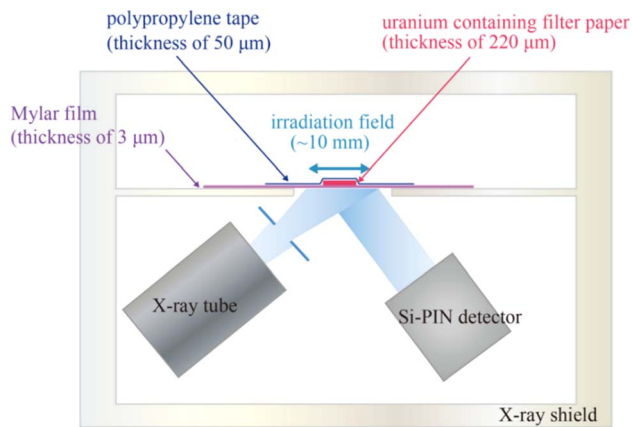 polypropylene tape
(thickness of 50 μm)
uranium containing filter paper
(thickness of 220 μm)
Mylar film
(thickness of 3 μm)
irradiation field
(~10 mm)
X-ray tube
Si-PIN detector
X-ray shield